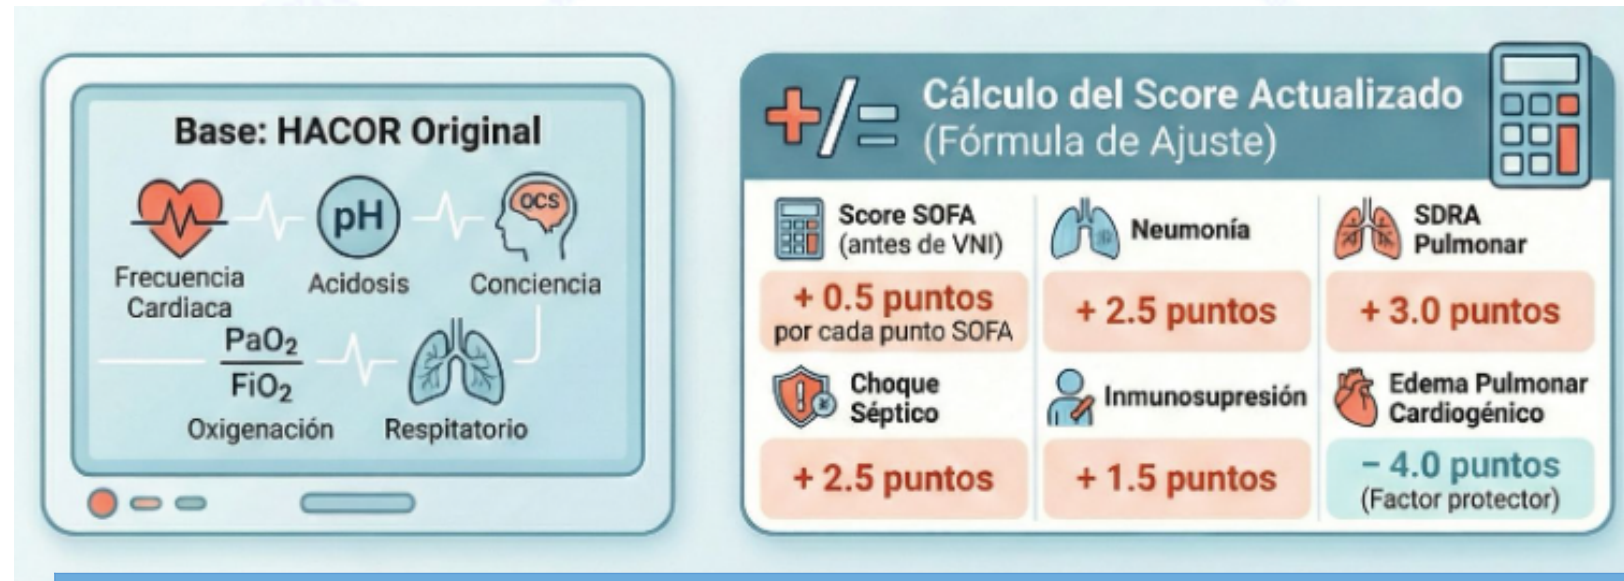 Base: HACOR Original
pH
OCS
Frecuencia
Cardiaca
Acidosis
Conciencia
PaO₂
FiO₂
Oxigenación
Respitatorio
+/=
Cálculo del Score Actualizado
(Fórmula de Ajuste)
Score SOFA
(antes de VNI)
+ 0.5 puntos
por cada punto SOFA
Neumonía
+ 2.5 puntos
SDRA
Pulmonar
+ 3.0 puntos
Choque
Séptico
+ 2.5 puntos
Inmunosupresión
+ 1.5 puntos
Edema Pulmonar
Cardiogénico
− 4.0 puntos
(Factor protector)